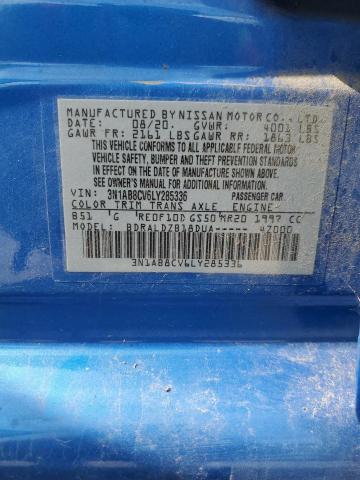 MANUFACTURED BY NISSAN MOTOR CO., LTD.
DATE: 08/20. GVWR: 4001 LBS
GAWR FR: 2161 LBS GAWR RR: 1863 LBS
THIS VEHICLE CONFORMS TO ALL APPLICABLE
FEDERAL MOTOR VEHICLE SAFETY, BUMPER,
AND THEFT PREVENTION STANDARDS
IN EFFECT ON THE DATE OF MANUFACTURE SHOWN ABOVE.
SEE OWNER'S MANUAL FOR ADDITIONAL INFORMATION.
VIN: 3N1AB8CV6LY285336 PASSENGER CAR
COLOR TRIM TRANS AXLE ENGINE
B51 G RE0F10D GS50 MR20 1997 CC
MODEL: BDRALDZB18DUA----- 47000
3N1AB8CV6LY285336